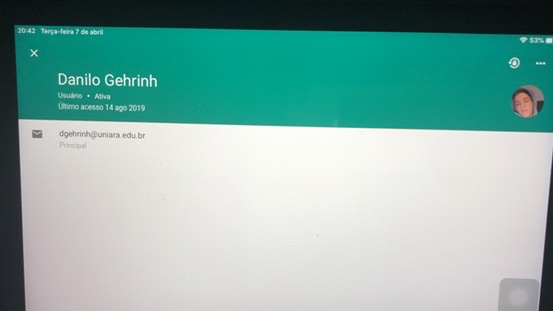 20:42 Terça-feira 7 de abril
53%
Danilo Gehrinh
Usuário • Ativa
Último acesso 14 ago 2019
dgehrinh@uniara.edu.br
Principal